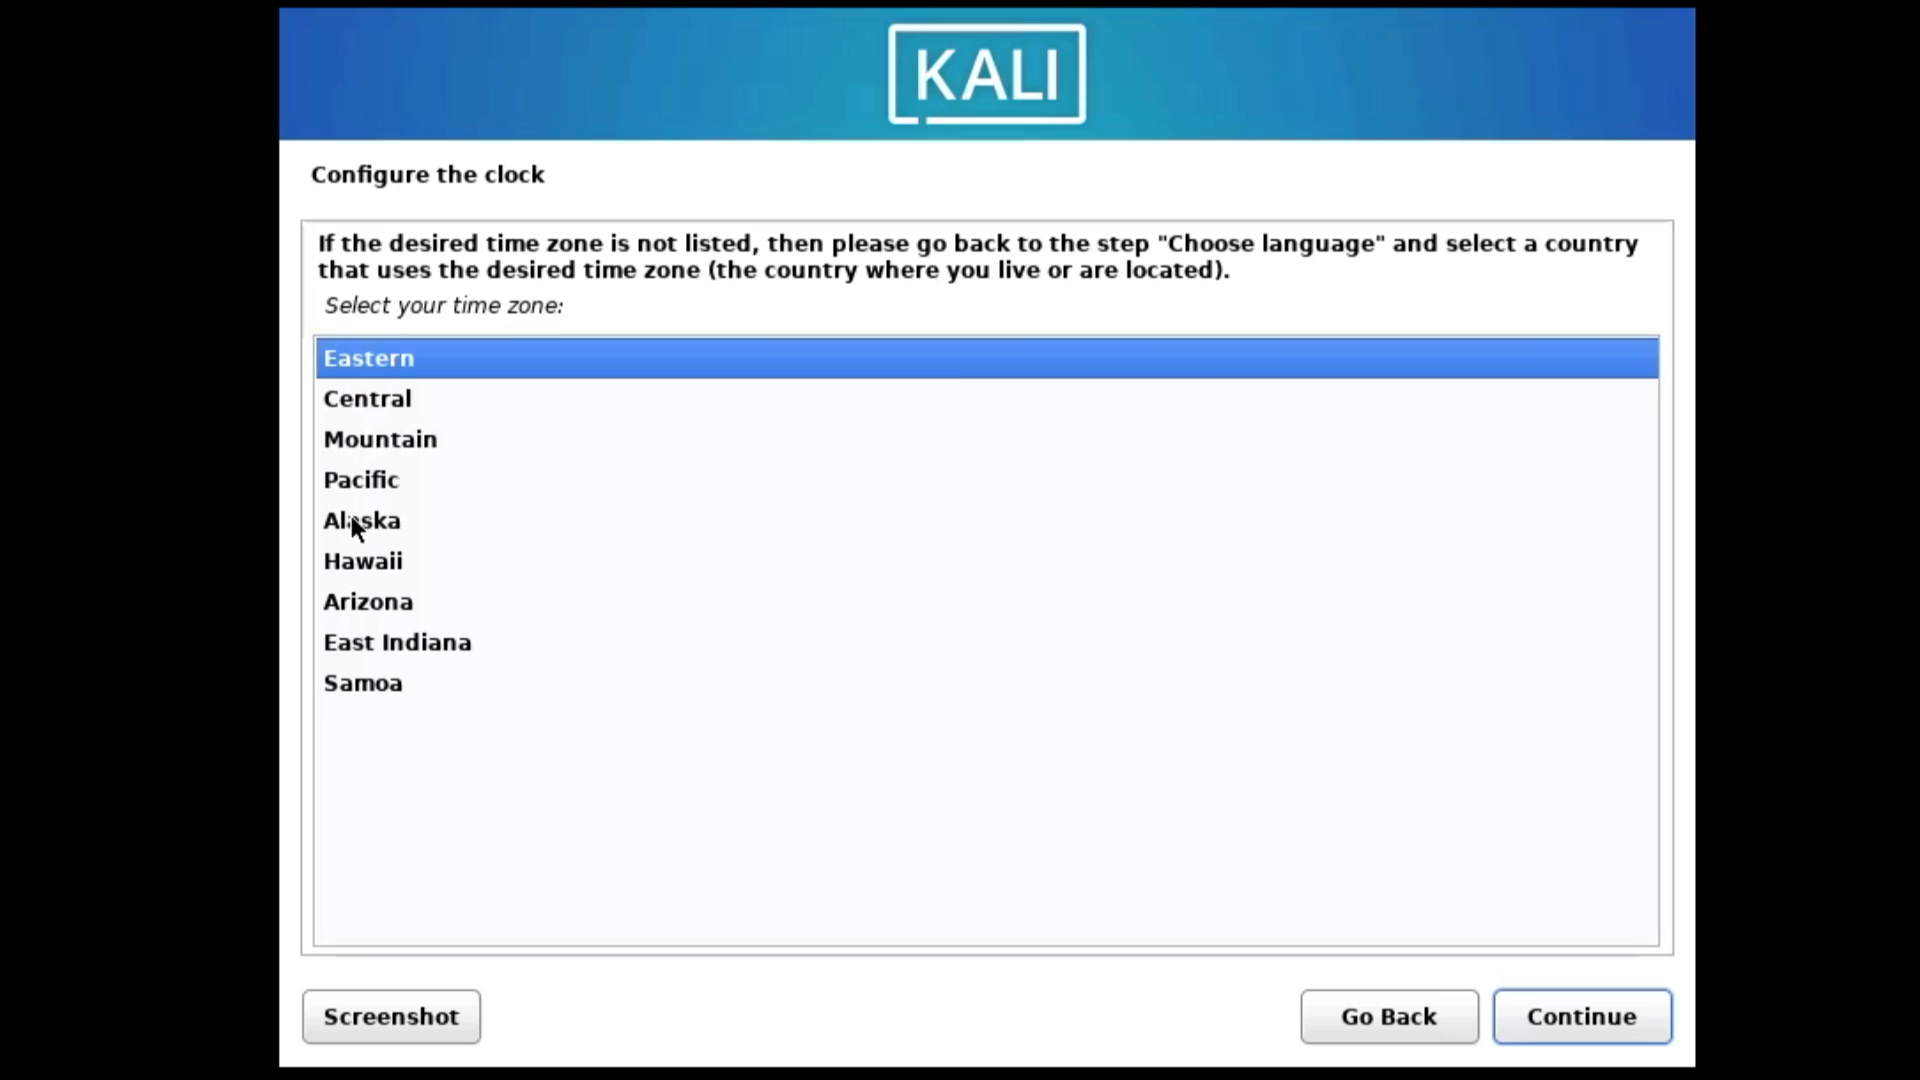 KALI
Configure the clock
If the desired time zone is not listed, then please go back to the step "Choose language" and select a country
that uses the desired time zone (the country where you live or are located).
Select your time zone:
Eastern
Central
Mountain
Pacific
Alaska
Hawaii
Arizona
East Indiana
Samoa
Screenshot
Go Back
Continue